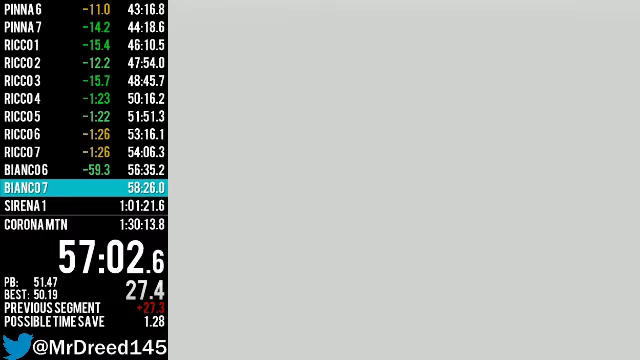 PINNA 6 -11.0 43:16.8
PINNA 7 -14.2 44:18.6
RICCO 1 -15.4 46:10.5
RICCO 2 -12.2 47:54.0
RICCO 3 -15.7 48:45.7
RICCO 4 -1:23 50:16.2
RICCO 5 -1:22 51:51.3
RICCO 6 -1:26 53:16.1
RICCO 7 -1:26 54:06.3
BIANCO 6 -59.3 56:35.2
BIANCO 7 58:26.0
SIRENA 1 1:01:21.6
CORONA MTN 1:30:13.8
57:02.6
PB: 51.47
BEST: 50.19
27.4
PREVIOUS SEGMENT +27.3
POSSIBLE TIME SAVE 1.28
@MrDreed145